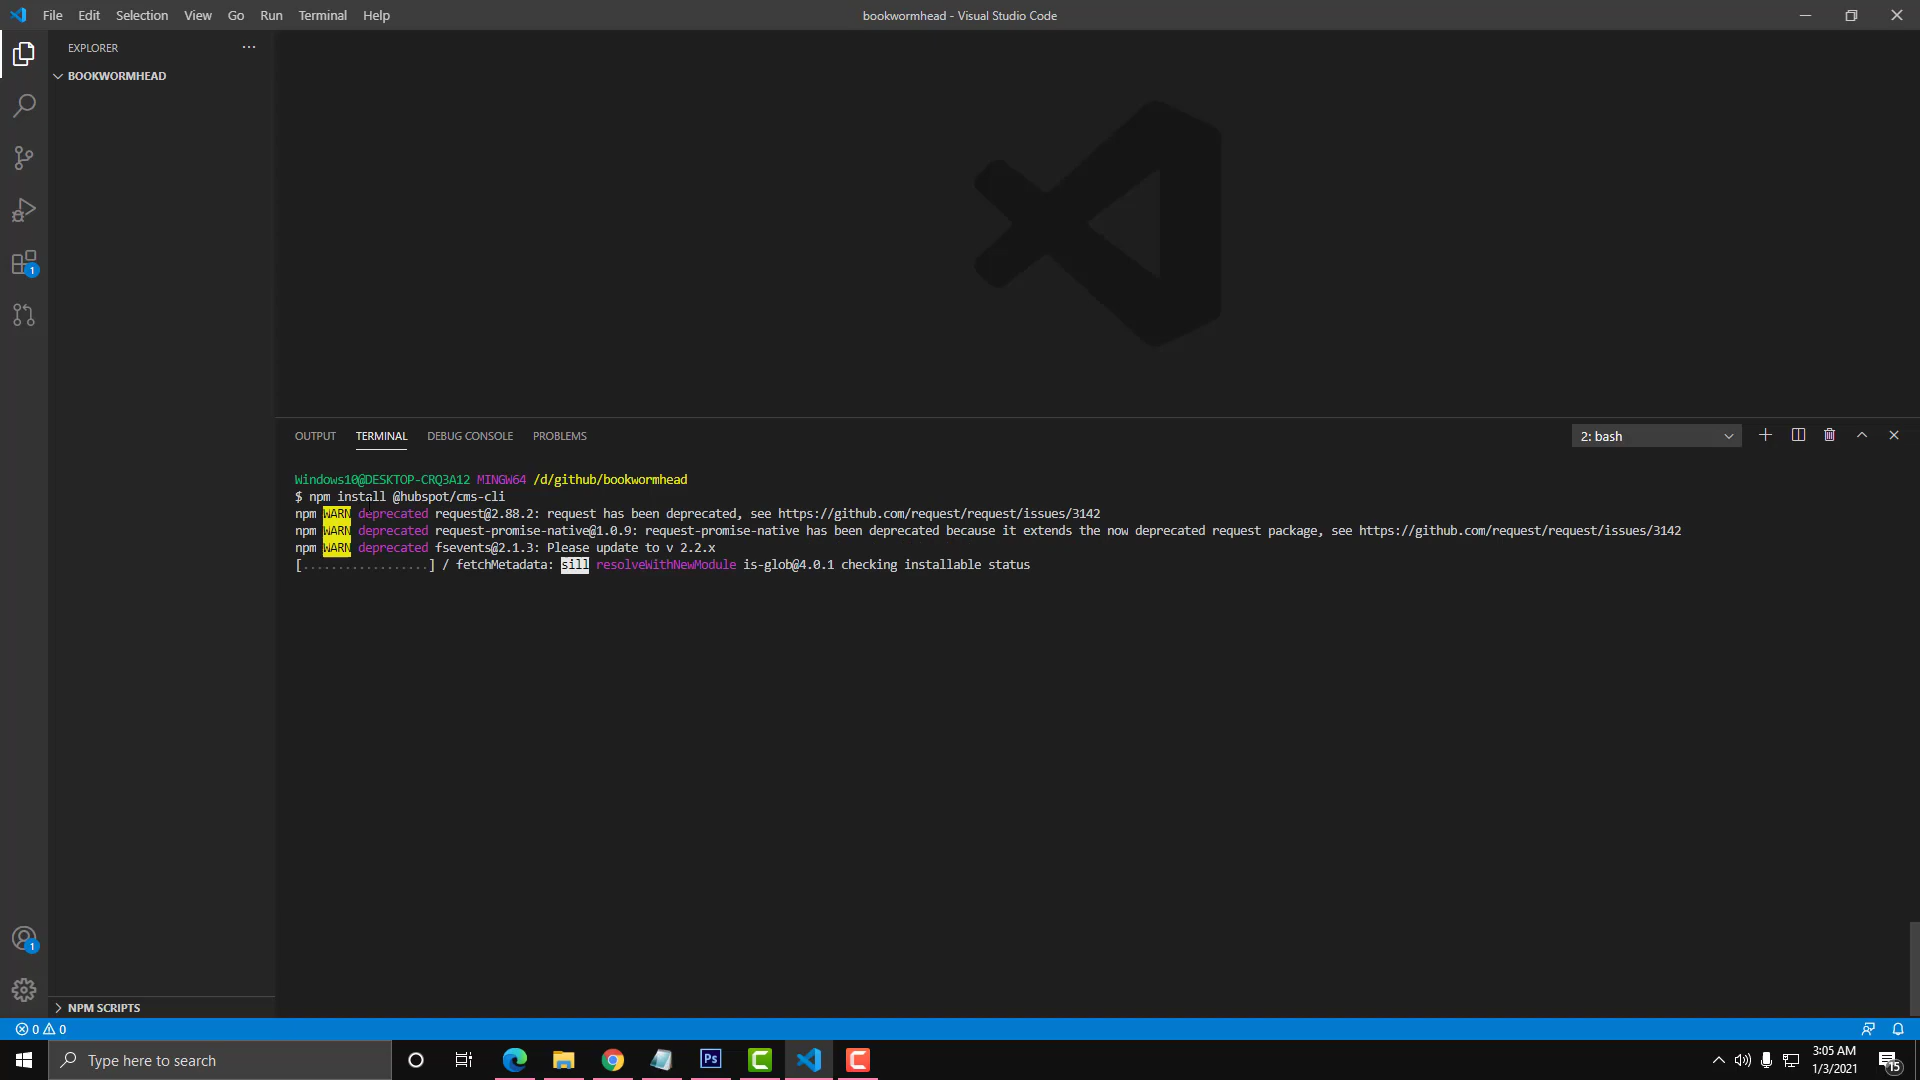 File Edit Selection View Go Run Terminal Help
bookwormhead - Visual Studio Code
EXPLORER
BOOKWORMHEAD
1
OUTPUT TERMINAL DEBUG CONSOLE PROBLEMS
2: bash
Windows10@DESKTOP-CRQ3A12 MINGW64 /d/github/bookwormhead
$ npm install @hubspot/cms-cli
npm WARN deprecated request@2.88.2: request has been deprecated, see https://github.com/request/request/issues/3142
npm WARN deprecated request-promise-native@1.0.9: request-promise-native has been deprecated because it extends the now deprecated request package, see https://github.com/request/request/issues/3142
npm WARN deprecated fsevents@2.1.3: Please update to v 2.2.x
[..................] / fetchMetadata: sill resolveWithNewModule is-glob@4.0.1 checking installable status
1
NPM SCRIPTS
0 0
Type here to search
Ps
3:05 AM
1/3/2021
15